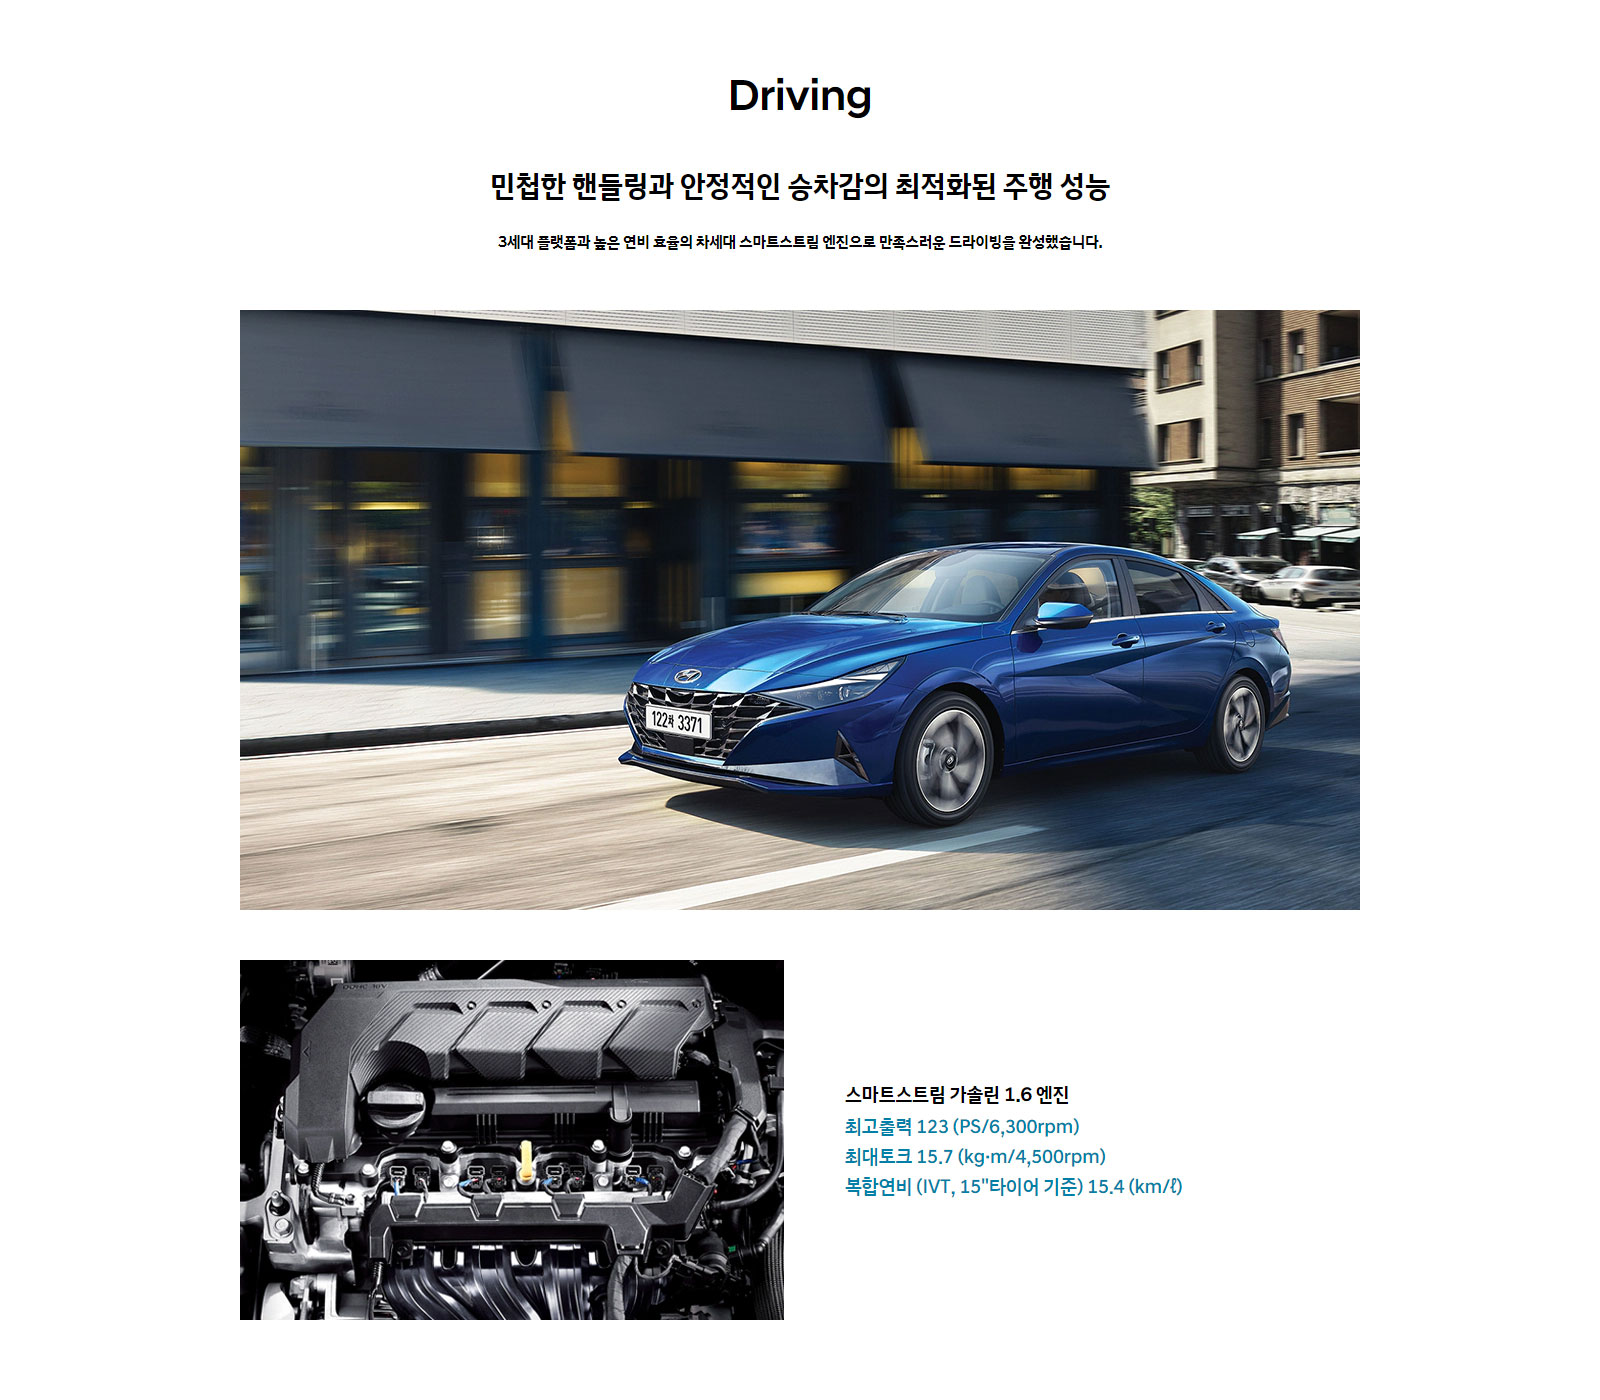 Driving
민첩한 핸들링과 안정적인 승차감의 최적화된 주행 성능
3세대 플랫폼과 높은 연비 효율의 차세대 스마트스트림 엔진으로 만족스러운 드라이빙을 완성했습니다.
122차 3371
DOHC 16V
스마트스트림 가솔린 1.6 엔진
최고출력 123 (PS/6,300rpm)
최대토크 15.7 (kg·m/4,500rpm)
복합연비 (IVT, 15"타이어 기준) 15.4 (km/ℓ)